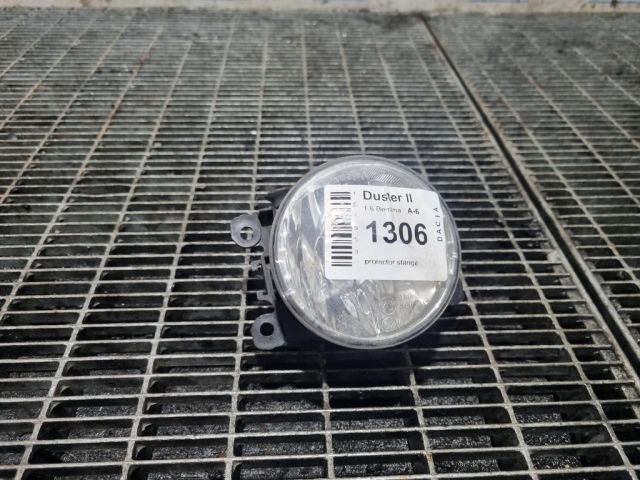 Duster II
1.6 Benzina A-6
1306
proiector stanga
DACIA